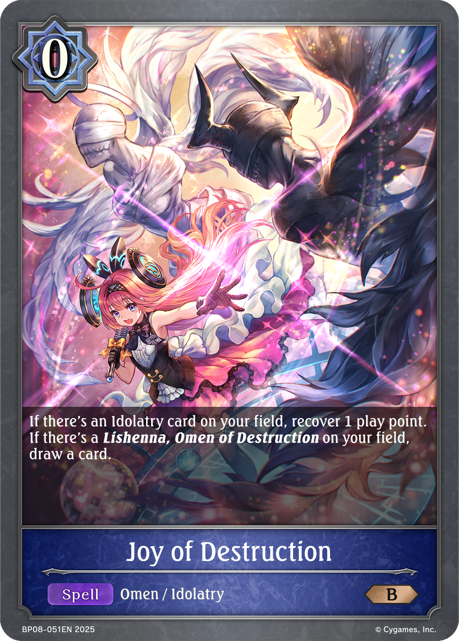 0
If there's an Idolatry card on your field, recover 1 play point.
If there's a Lishenna, Omen of Destruction on your field,
draw a card.
Joy of Destruction
Spell Omen / Idolatry B
BP08-051EN 2025 © Cygames, Inc.